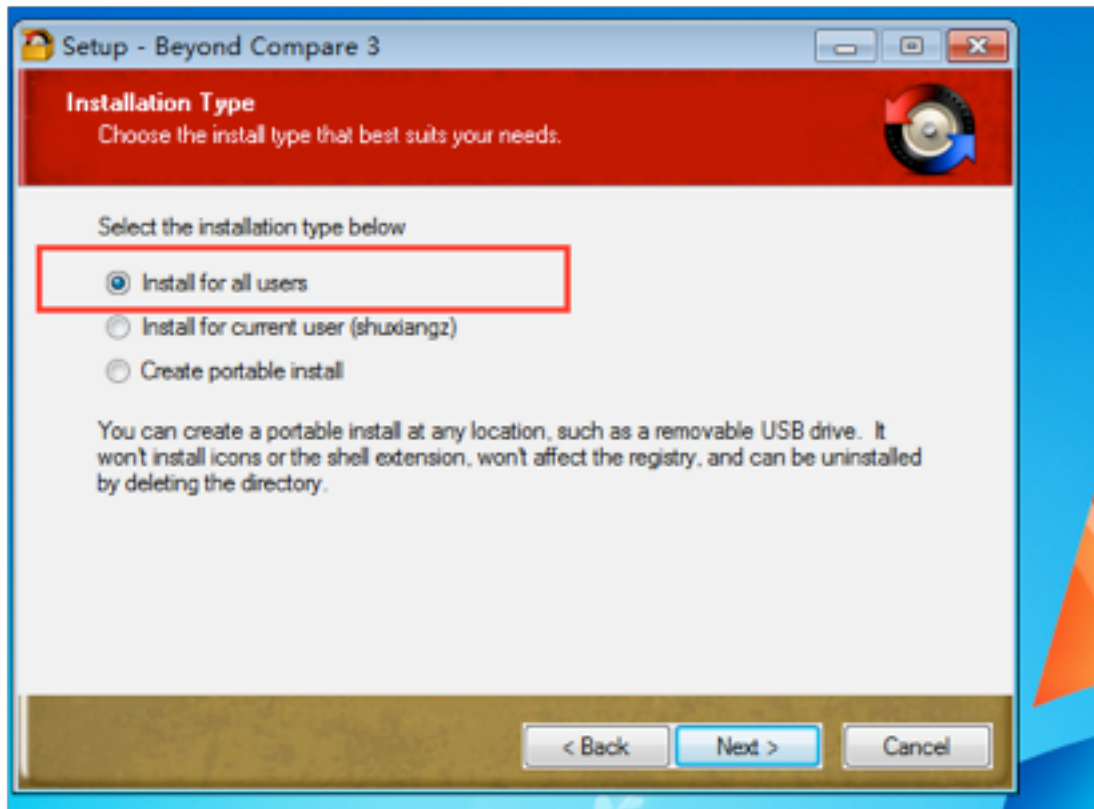 Setup - Beyond Compare 3
Installation Type
Choose the install type that best suits your needs.
Select the installation type below
Install for all users
Install for current user (shuxiangz)
Create portable install
You can create a portable install at any location, such as a removable USB drive. It
won't install icons or the shell extension, won't affect the registry, and can be uninstalled
by deleting the directory.
< Back Next > Cancel